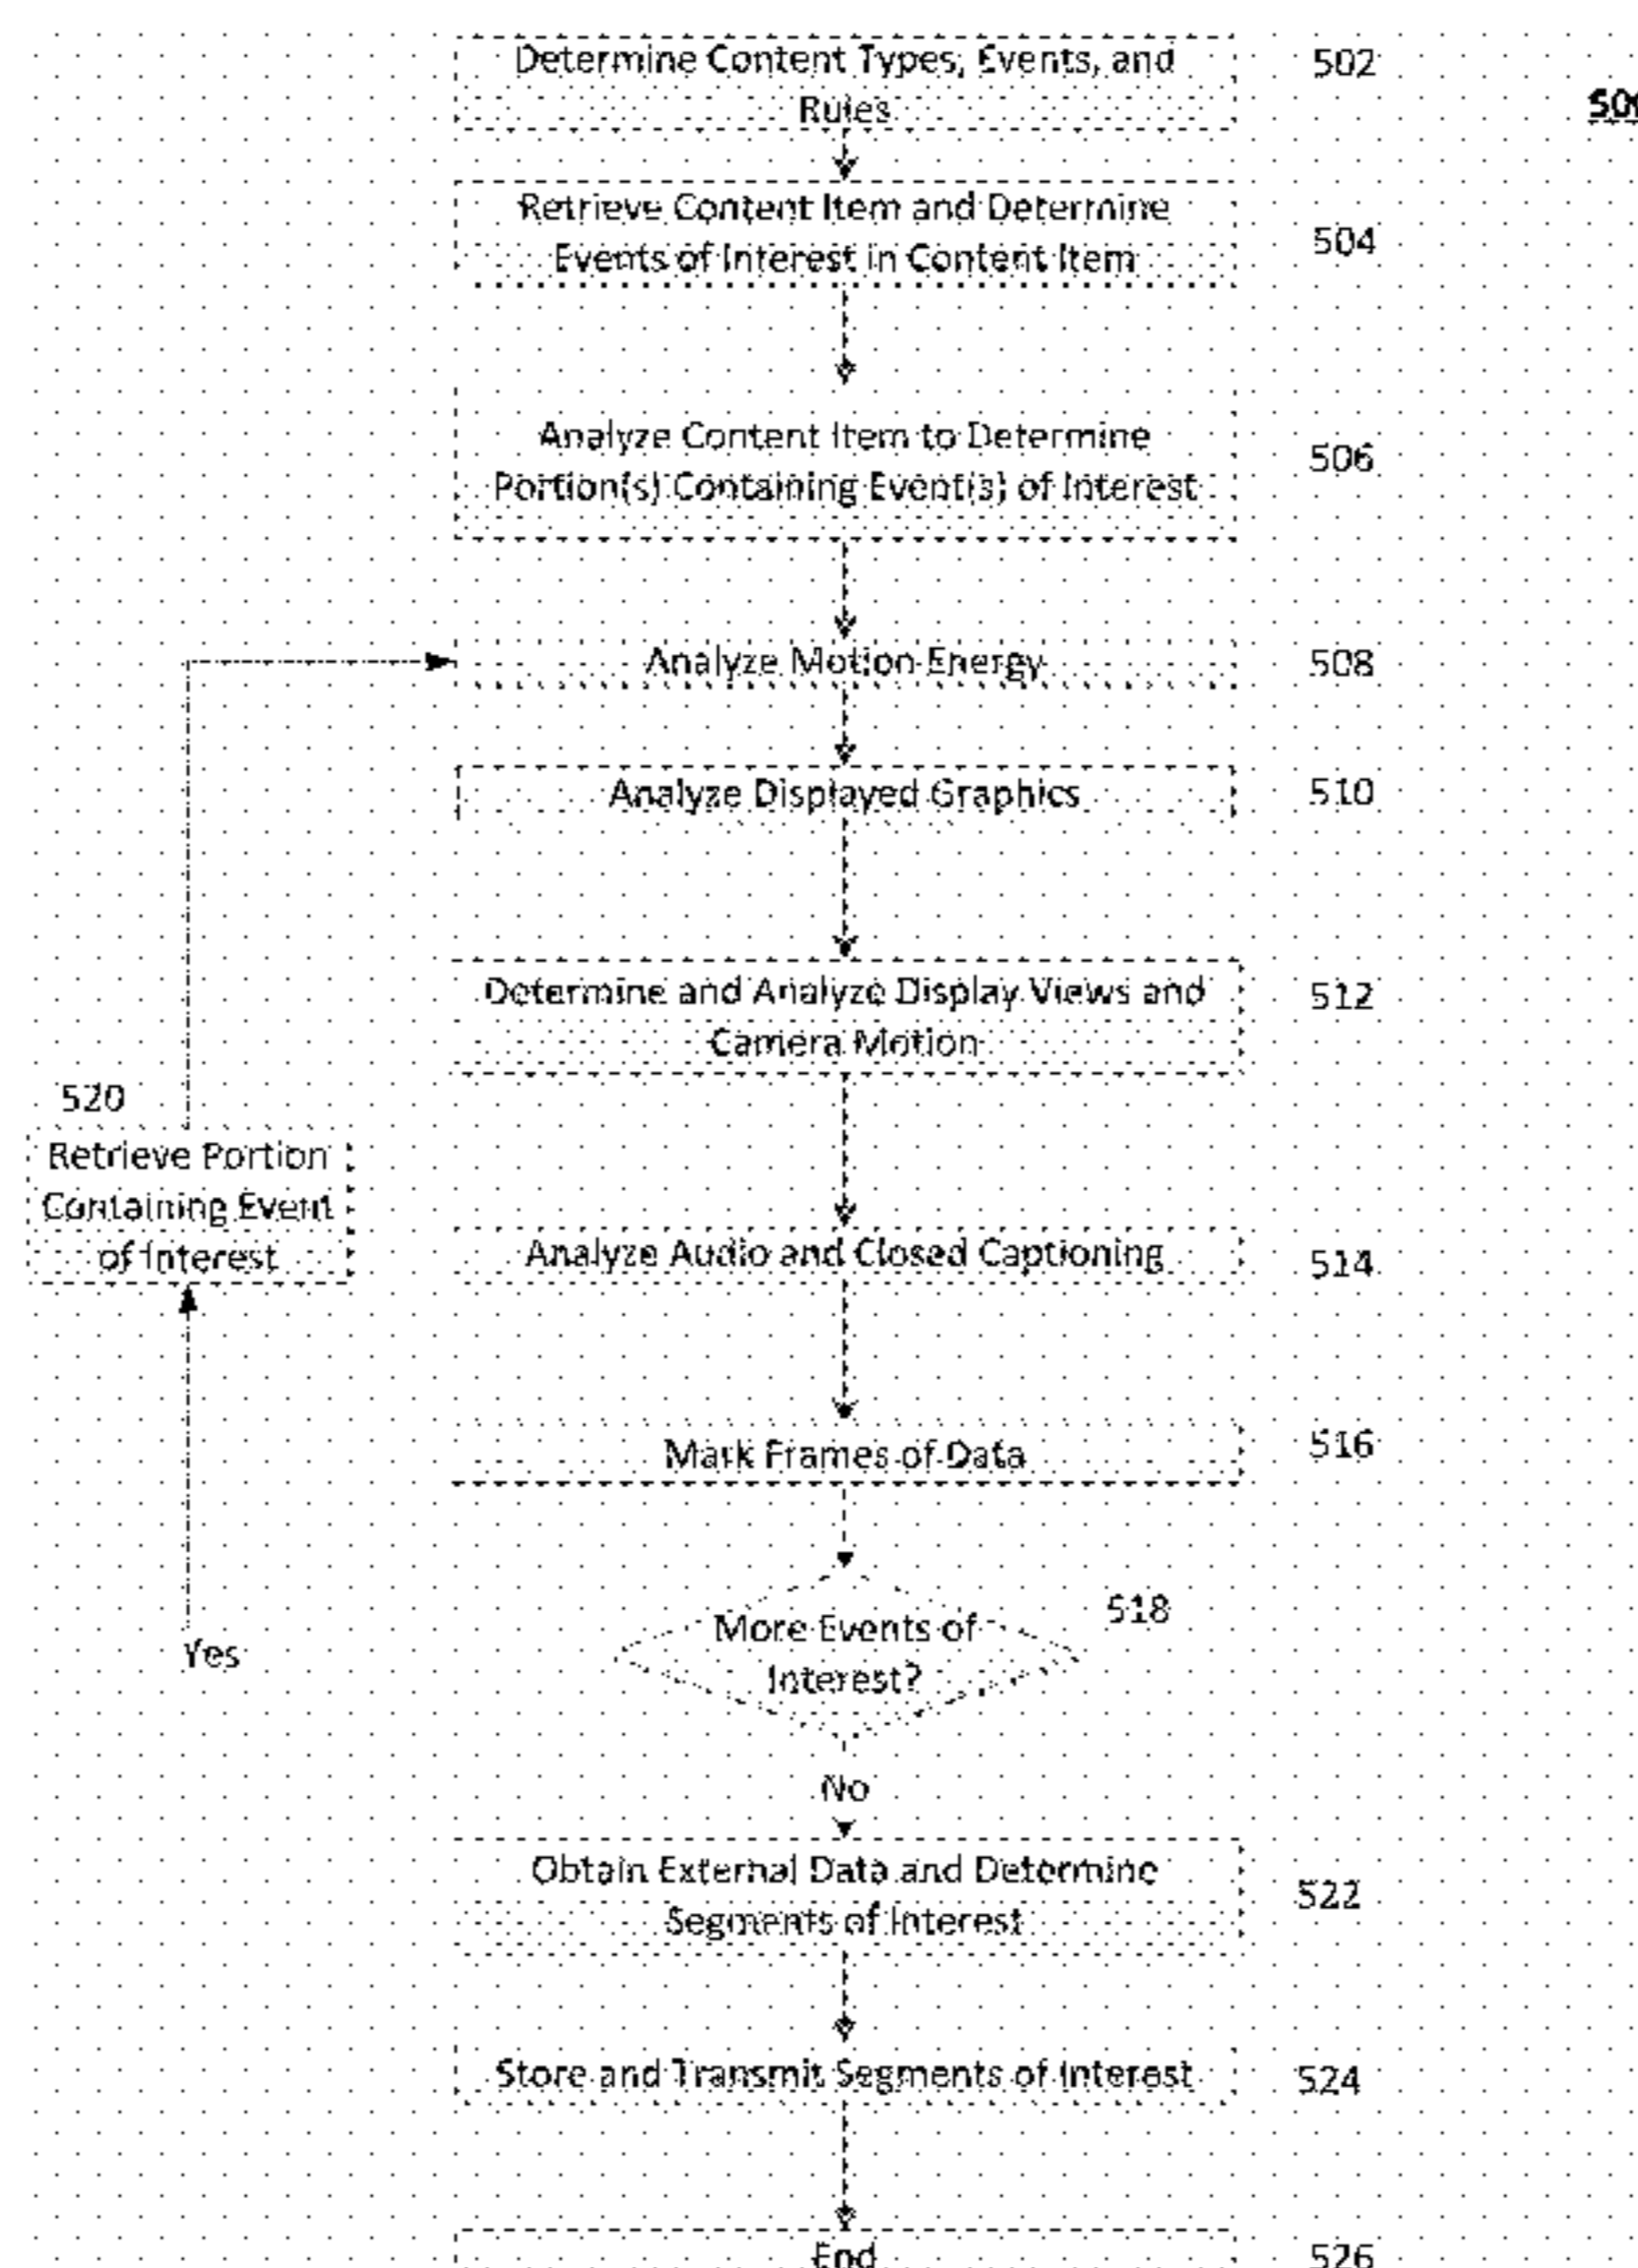 Determine Content Types, Events, and
Rules
502
Retrieve Content Item and Determine
Events of Interest in Content Item
504
Analyze Content Item to Determine
Portion(s) Containing Event(s) of Interest
506
Analyze Motion Energy
508
Analyze Displayed Graphics
510
Determine and Analyze Display Views and
Camera Motion
512
520
Retrieve Portion
Containing Event
of Interest
Analyze Audio and Closed Captioning
514
Mark Frames of Data
516
More Events of
Interest?
518
Yes
No
Obtain External Data and Determine
Segments of Interest
522
Store and Transmit Segments of Interest
524
End
526